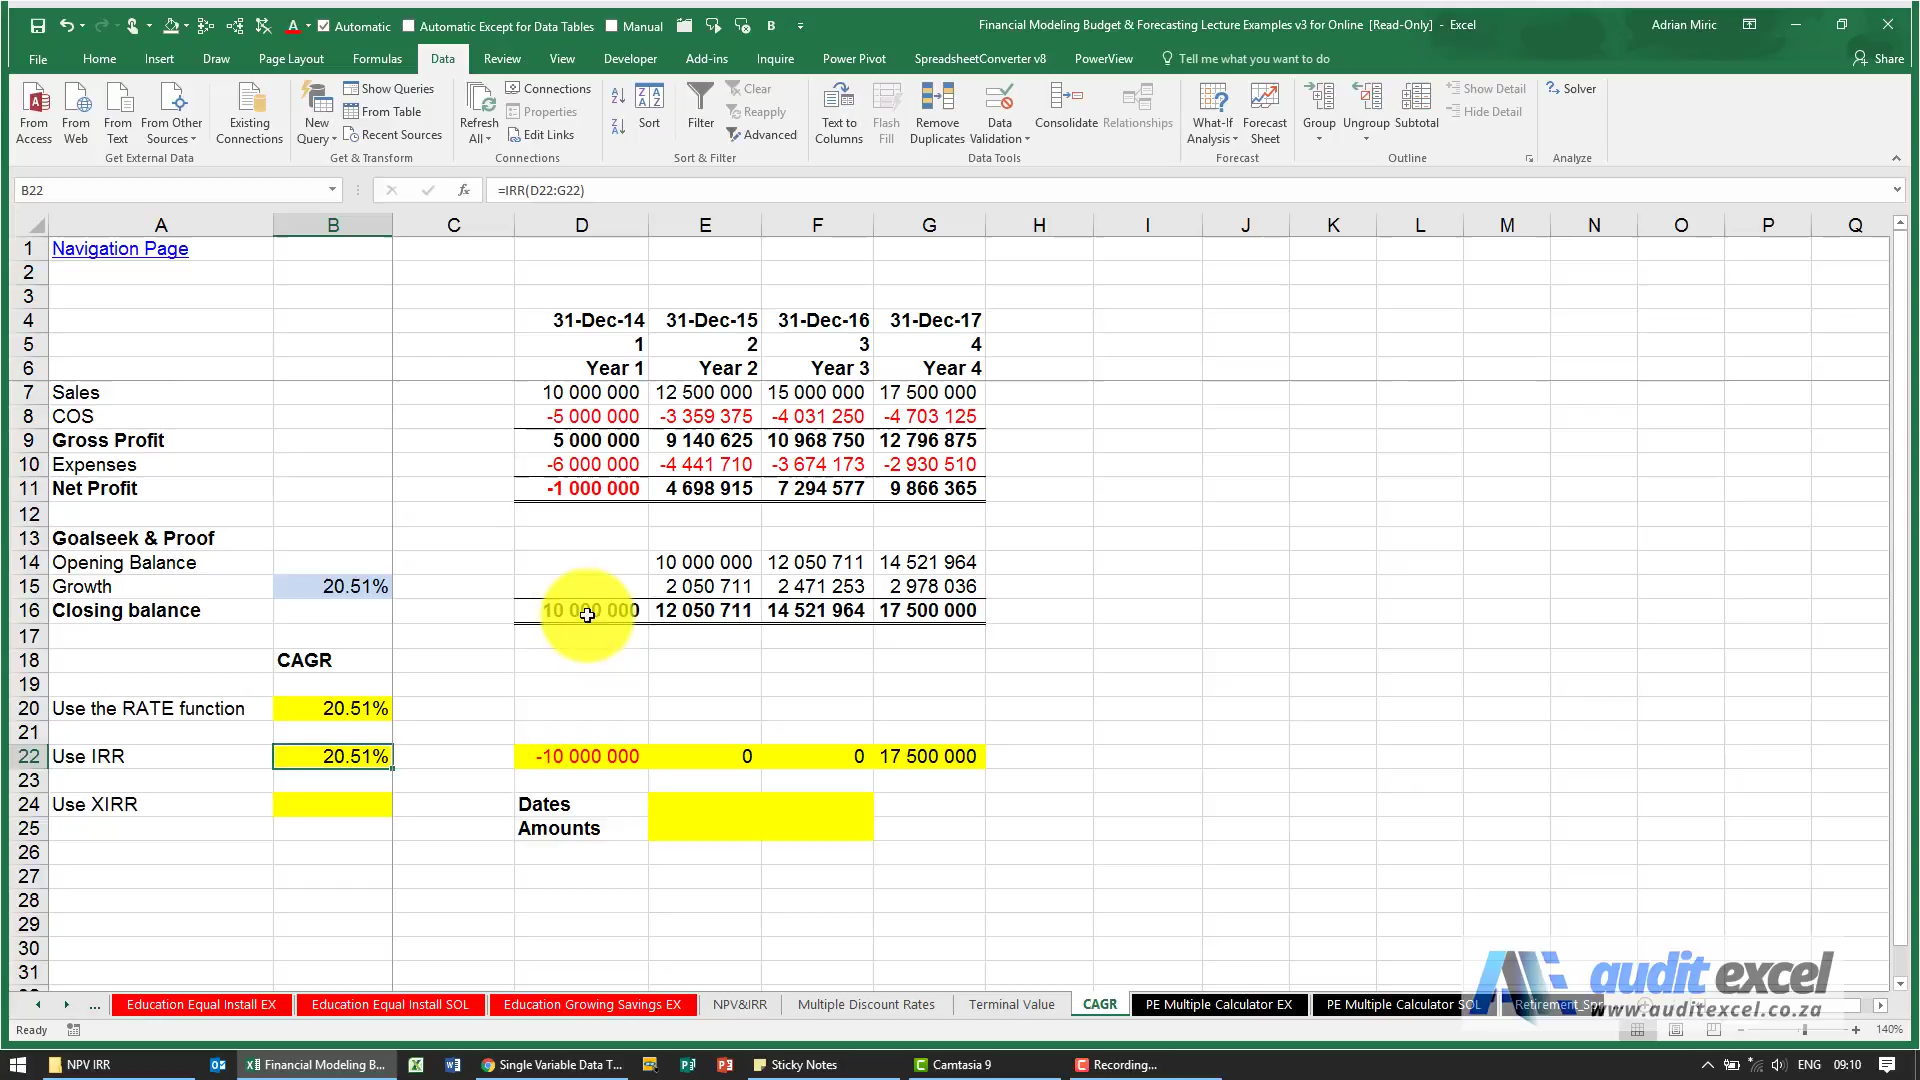 Automatic Automatic Except for Data Tables Manual B Financial Modeling Budget & Forecasting Lecture Examples v3 for Online [Read-Only] - Excel Adrian Miric
File Home Insert Draw Page Layout Formulas Data Review View Developer Add-ins Inquire Power Pivot SpreadsheetConverter v8 PowerView Tell me what you want to do Share
From Access From Web From Text From Other Sources Existing Connections New Query Show Queries From Table Recent Sources Refresh All Connections Properties Edit Links Sort Filter Clear Reapply Advanced Text to Columns Flash Fill Remove Duplicates Data Validation Consolidate Relationships What-If Analysis Forecast Sheet Group Ungroup Subtotal Show Detail Hide Detail Solver
Get External Data Get & Transform Connections Sort & Filter Data Tools Forecast Outline Analyze
B22 fx =IRR(D22:G22)
A B C D E F G H I J K L M N O P Q
1 Navigation Page
2
3
4 31-Dec-14 31-Dec-15 31-Dec-16 31-Dec-17
5 1 2 3 4
6 Year 1 Year 2 Year 3 Year 4
7 Sales 10 000 000 12 500 000 15 000 000 17 500 000
8 COS -5 000 000 -3 359 375 -4 031 250 -4 703 125
9 Gross Profit 5 000 000 9 140 625 10 968 750 12 796 875
10 Expenses -6 000 000 -4 441 710 -3 674 173 -2 930 510
11 Net Profit -1 000 000 4 698 915 7 294 577 9 866 365
12
13 Goalseek & Proof
14 Opening Balance 10 000 000 12 050 711 14 521 964
15 Growth 20.51% 2 050 711 2 471 253 2 978 036
16 Closing balance 10 000 000 12 050 711 14 521 964 17 500 000
17
18 CAGR
19
20 Use the RATE function 20.51%
21
22 Use IRR 20.51% -10 000 000 0 0 17 500 000
23
24 Use XIRR Dates
25 Amounts
26
27
28
29
30
31
audit excel
www.auditexcel.co.za
... Education Equal Install EX Education Equal Install SOL Education Growing Savings EX NPV&IRR Multiple Discount Rates Terminal Value CAGR PE Multiple Calculator EX PE Multiple Calculator SOL
Ready 140%
NPV IRR Financial Modeling B... Single Variable Data T... Sticky Notes Camtasia 9 Recording... ENG 09:10